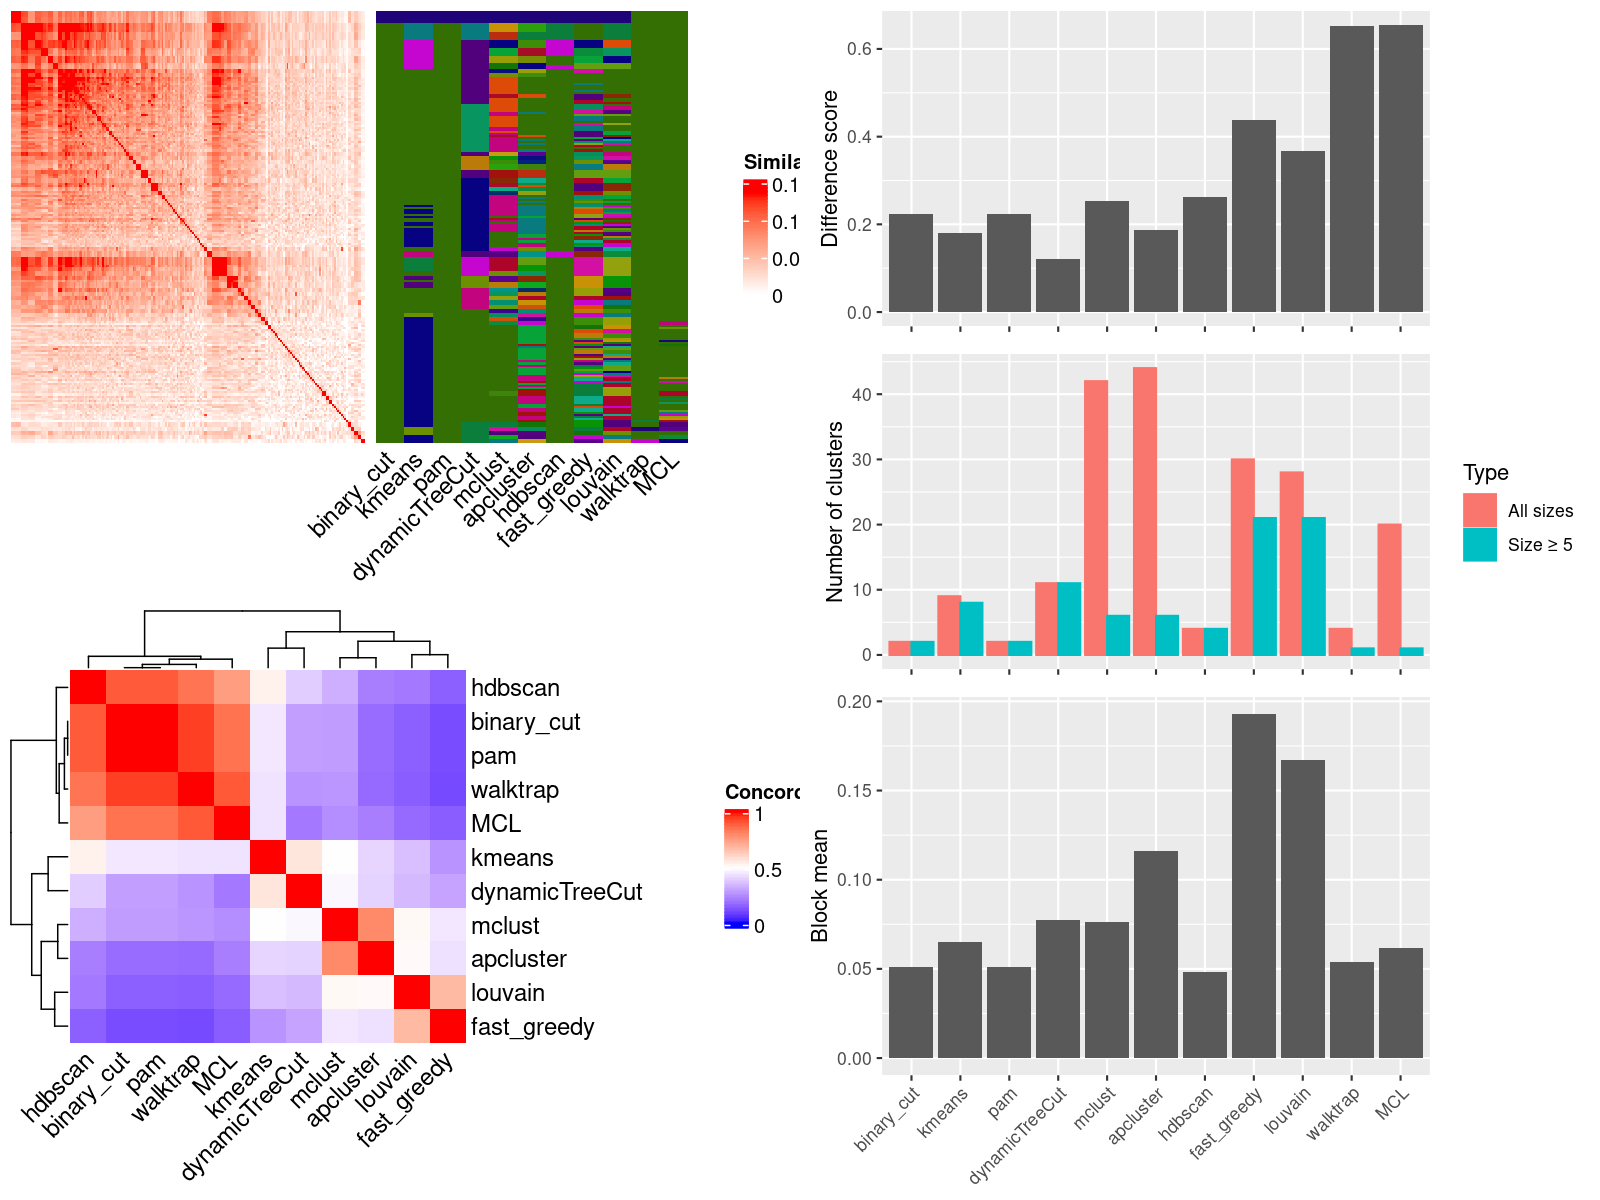 Simila
0.1
0.1
0.0
0
binary_cut
kmeans
pam
dynamicTreeCut
mclust
apcluster
hdbscan
fast_greedy
louvain
walktrap
MCL
Difference score
0.6
0.4
0.2
0.0
Number of clusters
40
30
20
10
0
Type
All sizes
Size ≥ 5
hdbscan
binary_cut
pam
walktrap
MCL
kmeans
dynamicTreeCut
mclust
apcluster
louvain
fast_greedy
hdbscan
binary_cut
pam
walktrap
MCL
kmeans
dynamicTreeCut
mclust
apcluster
louvain
fast_greedy
Concord
1
0.5
0
Block mean
0.20
0.15
0.10
0.05
0.00
binary_cut
kmeans
pam
dynamicTreeCut
mclust
apcluster
hdbscan
fast_greedy
louvain
walktrap
MCL